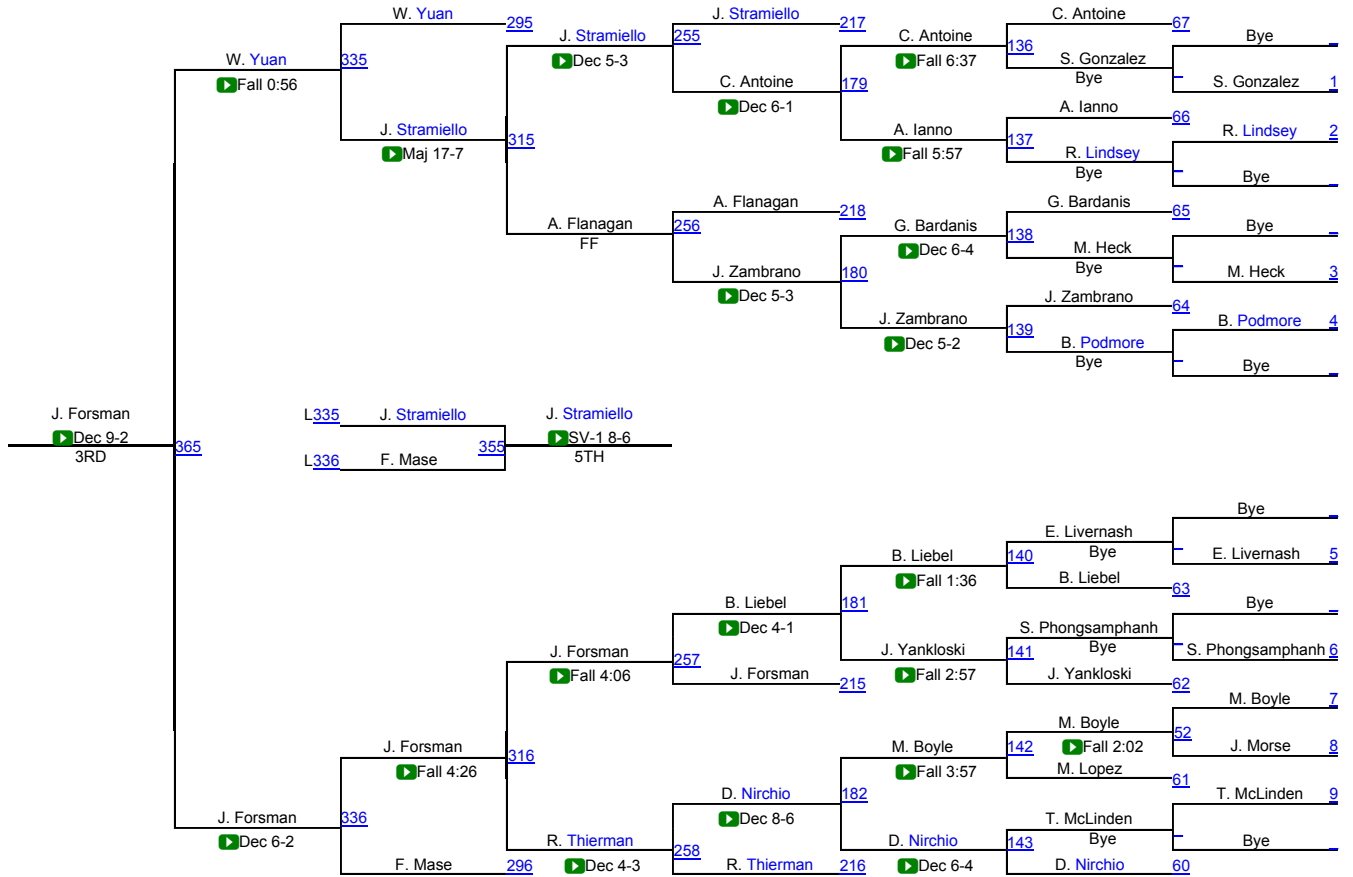 W. Yuan 295
J. Stramiello 217
C. Antoine 67
J. Stramiello 255
Dec 5-3
C. Antoine 136
Fall 6:37
Bye _
W. Yuan 335
Fall 0:56
S. Gonzalez
Bye _
S. Gonzalez 1
C. Antoine 179
Dec 6-1
A. Ianno 66
J. Stramiello 315
Maj 17-7
A. Ianno 137
Fall 5:57
R. Lindsey 2
R. Lindsey
Bye _
Bye _
A. Flanagan 218
G. Bardanis 65
A. Flanagan 256
FF
G. Bardanis 138
Dec 6-4
Bye _
M. Heck
Bye _
M. Heck 3
J. Zambrano 180
Dec 5-3
J. Zambrano 64
J. Zambrano 139
Dec 5-2
B. Podmore 4
B. Podmore
Bye _
Bye _
J. Forsman
Dec 9-2
3RD
365
L335 J. Stramiello
L336 F. Mase
355
J. Stramiello
SV-1 8-6
5TH
Bye _
E. Livernash
Bye _
E. Livernash 5
B. Liebel 140
Fall 1:36
B. Liebel 63
B. Liebel 181
Dec 4-1
Bye _
S. Phongsamphanh
Bye _
S. Phongsamphanh 6
J. Forsman 257
Fall 4:06
J. Yankloski 141
Fall 2:57
J. Forsman 215
J. Yankloski 62
M. Boyle 7
M. Boyle 52
Fall 2:02
J. Forsman 316
Fall 4:26
M. Boyle 142
Fall 3:57
J. Morse 8
M. Lopez 61
D. Nirchio 182
Dec 8-6
T. McLinden 9
J. Forsman 336
Dec 6-2
T. McLinden
Bye _
R. Thierman 258
Dec 4-3
D. Nirchio 143
Dec 6-4
Bye _
F. Mase 296
R. Thierman 216
D. Nirchio 60